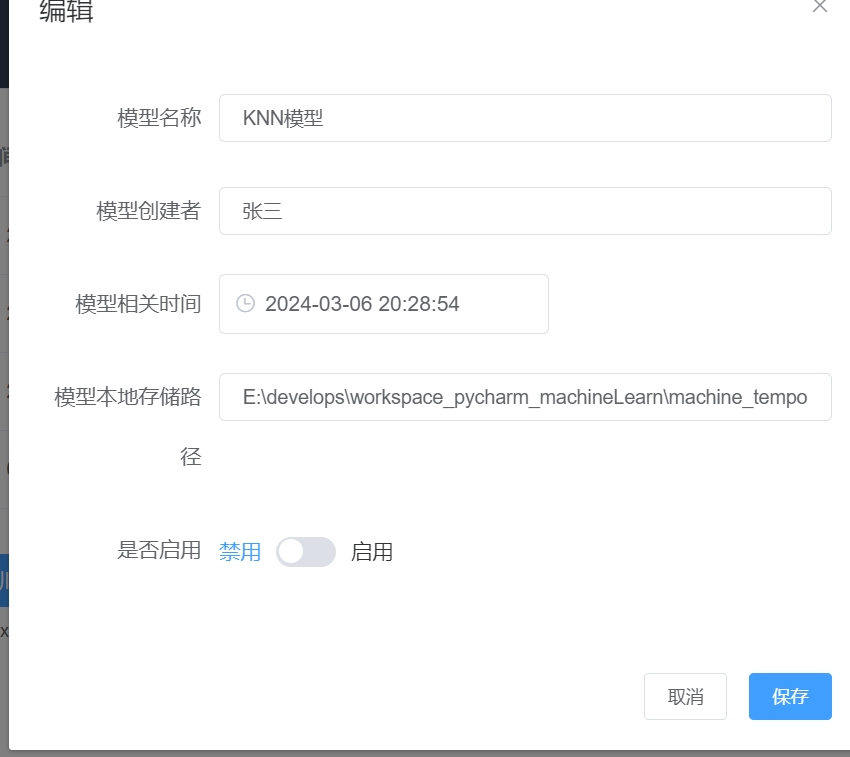 编辑
模型名称 KNN模型
模型创建者 张三
模型相关时间 2024-03-06 20:28:54
模型本地存储路 E:\develops\workspace_pycharm_machineLearn\machine_tempo
径
是否启用 禁用 启用
取消 保存